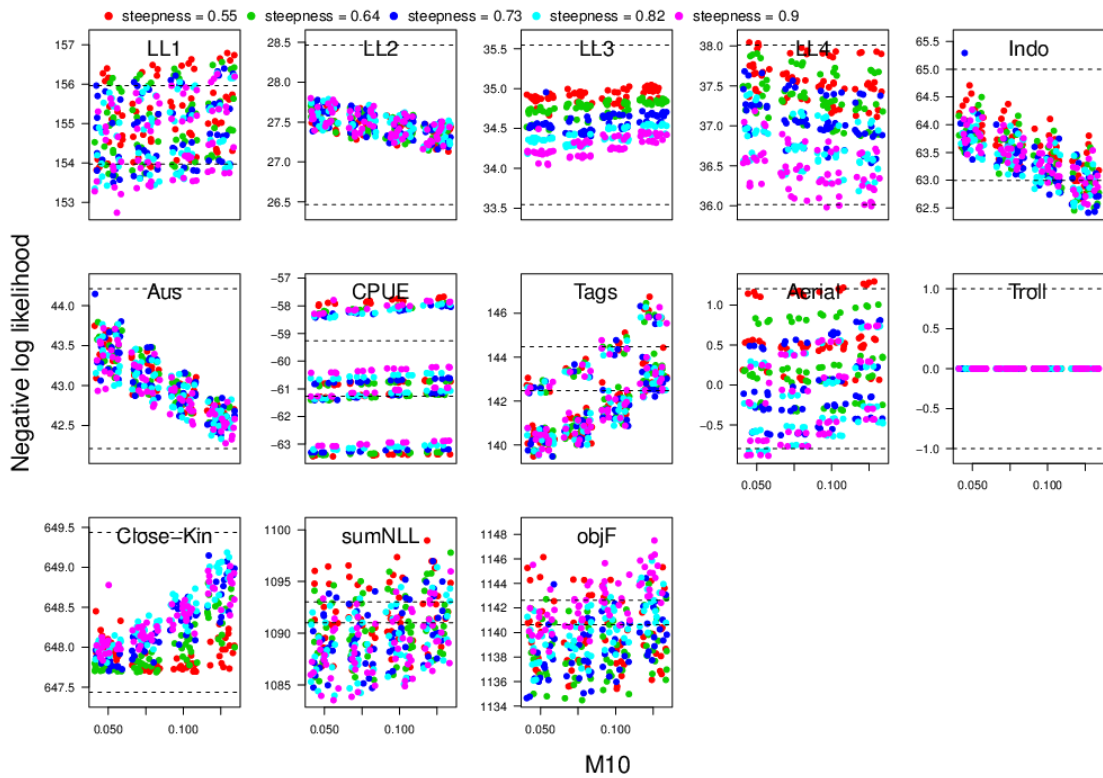 steepness = 0.55 steepness = 0.64 steepness = 0.73 steepness = 0.82 steepness = 0.9
LL1 LL2 LL3 LL4 Indo
157 28.5 35.5 38.0 65.5
156 28.0 35.0 37.5 65.0
155 27.5 34.5 37.0 64.5
154 27.0 34.0 36.5 64.0
153 26.5 33.5 36.0 63.5
63.0
62.5
Negative log likelihood
Aus CPUE Tags Aerial Troll
44.0 −57 146 1.0 1.0
43.5 −58 144 0.5 0.5
43.0 −59 142 0.0 0.0
42.5 −60 140 −0.5 −0.5
−61 −1.0
−62
−63
0.050 0.100 0.050 0.100
Close−Kin sumNLL objF
649.5 1100 1148
649.0 1095 1146
648.5 1090 1144
648.0 1085 1142
647.5 1140
1138
1136
1134
0.050 0.100 0.050 0.100 0.050 0.100
M10